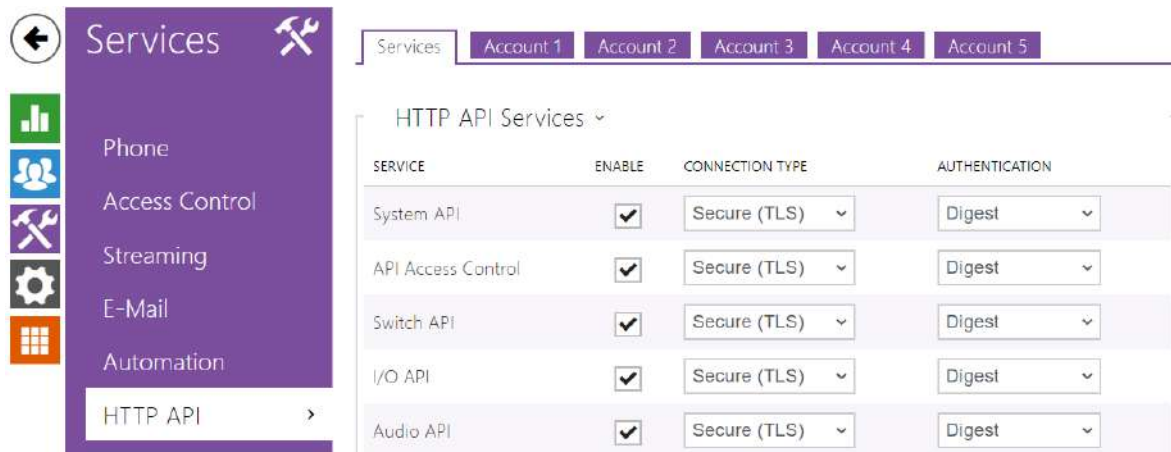 Services
Phone
Access Control
Streaming
E-Mail
Automation
HTTP API
Services Account 1 Account 2 Account 3 Account 4 Account 5
HTTP API Services
SERVICE ENABLE CONNECTION TYPE AUTHENTICATION
System API Secure (TLS) Digest
API Access Control Secure (TLS) Digest
Switch API Secure (TLS) Digest
I/O API Secure (TLS) Digest
Audio API Secure (TLS) Digest